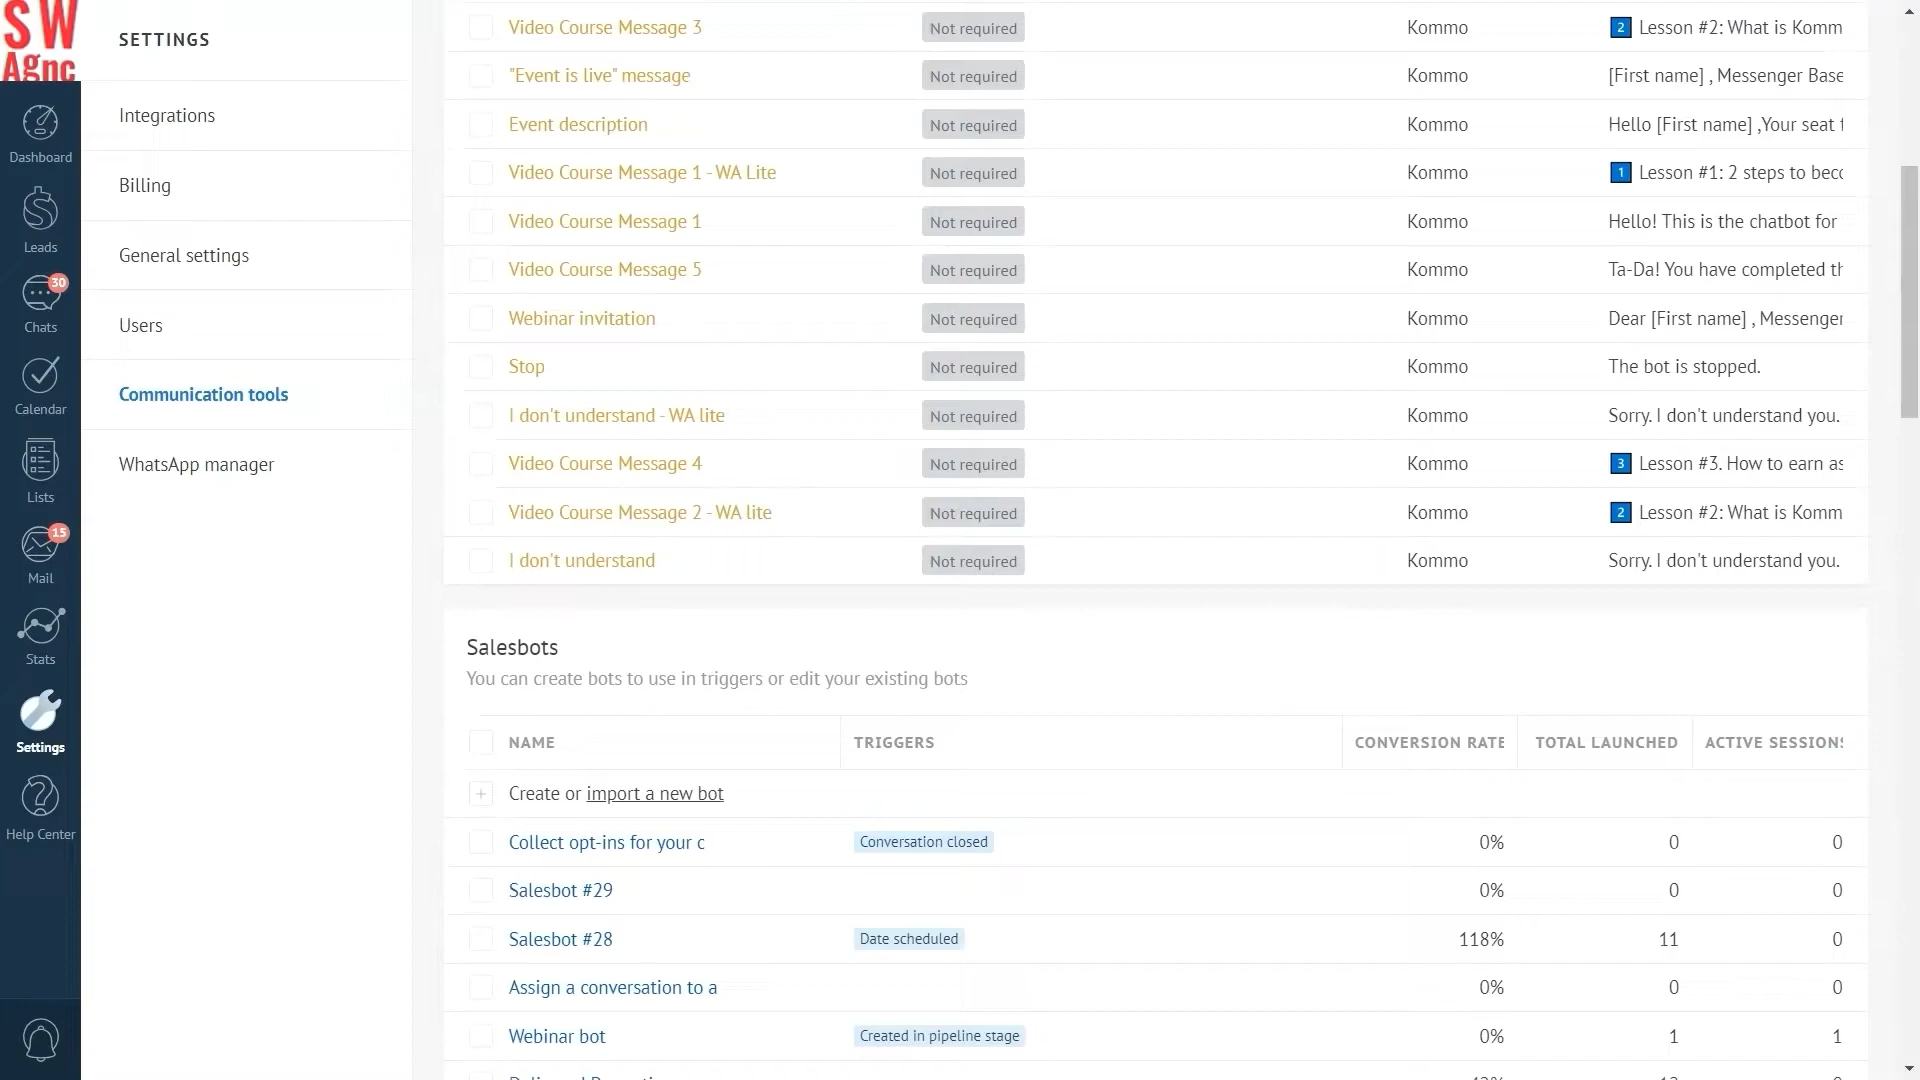 SW
Agnc
Dashboard
Leads
30
Chats
Calendar
Lists
15
Mail
Stats
Settings
Help Center
SETTINGS
Integrations
Billing
General settings
Users
Communication tools
WhatsApp manager
Video Course Message 3 Not required Kommo 2 Lesson #2: What is Komm
"Event is live" message Not required Kommo [First name] , Messenger Base
Event description Not required Kommo Hello [First name] ,Your seat
Video Course Message 1 - WA Lite Not required Kommo 1 Lesson #1: 2 steps to beco
Video Course Message 1 Not required Kommo Hello! This is the chatbot for
Video Course Message 5 Not required Kommo Ta-Da! You have completed th
Webinar invitation Not required Kommo Dear [First name] , Messenger
Stop Not required Kommo The bot is stopped.
I don't understand - WA lite Not required Kommo Sorry. I don't understand you.
Video Course Message 4 Not required Kommo 3 Lesson #3. How to earn as
Video Course Message 2 - WA lite Not required Kommo 2 Lesson #2: What is Komm
I don't understand Not required Kommo Sorry. I don't understand you.
Salesbots
You can create bots to use in triggers or edit your existing bots
NAME TRIGGERS CONVERSION RATE TOTAL LAUNCHED ACTIVE SESSIONS
+ Create or import a new bot
Collect opt-ins for your c Conversation closed 0% 0 0
Salesbot #29 0% 0 0
Salesbot #28 Date scheduled 118% 11 0
Assign a conversation to a 0% 0 0
Webinar bot Created in pipeline stage 0% 1 1